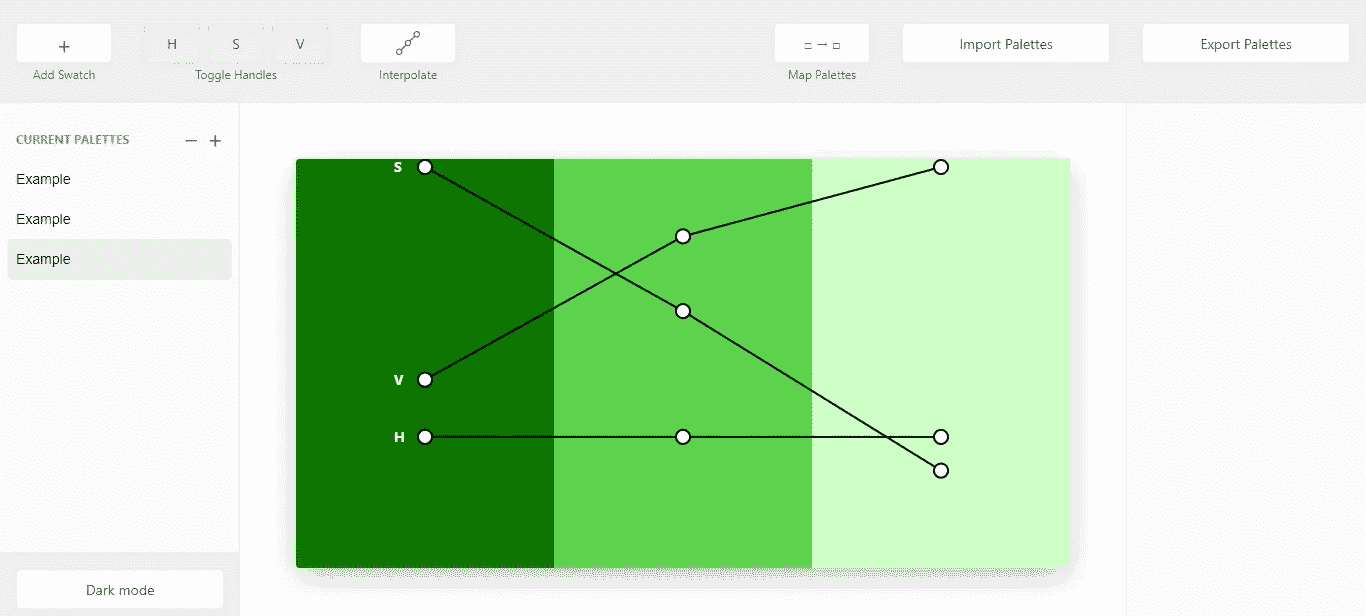 +
Add Swatch
H S V
Toggle Handles
Interpolate
□ → □
Map Palettes
Import Palettes
Export Palettes
CURRENT PALETTES − +
Example
Example
Example
Dark mode
S
V
H